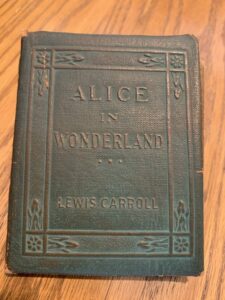 ALICE
IN
WONDERLAND
...
LEWIS CARROLL